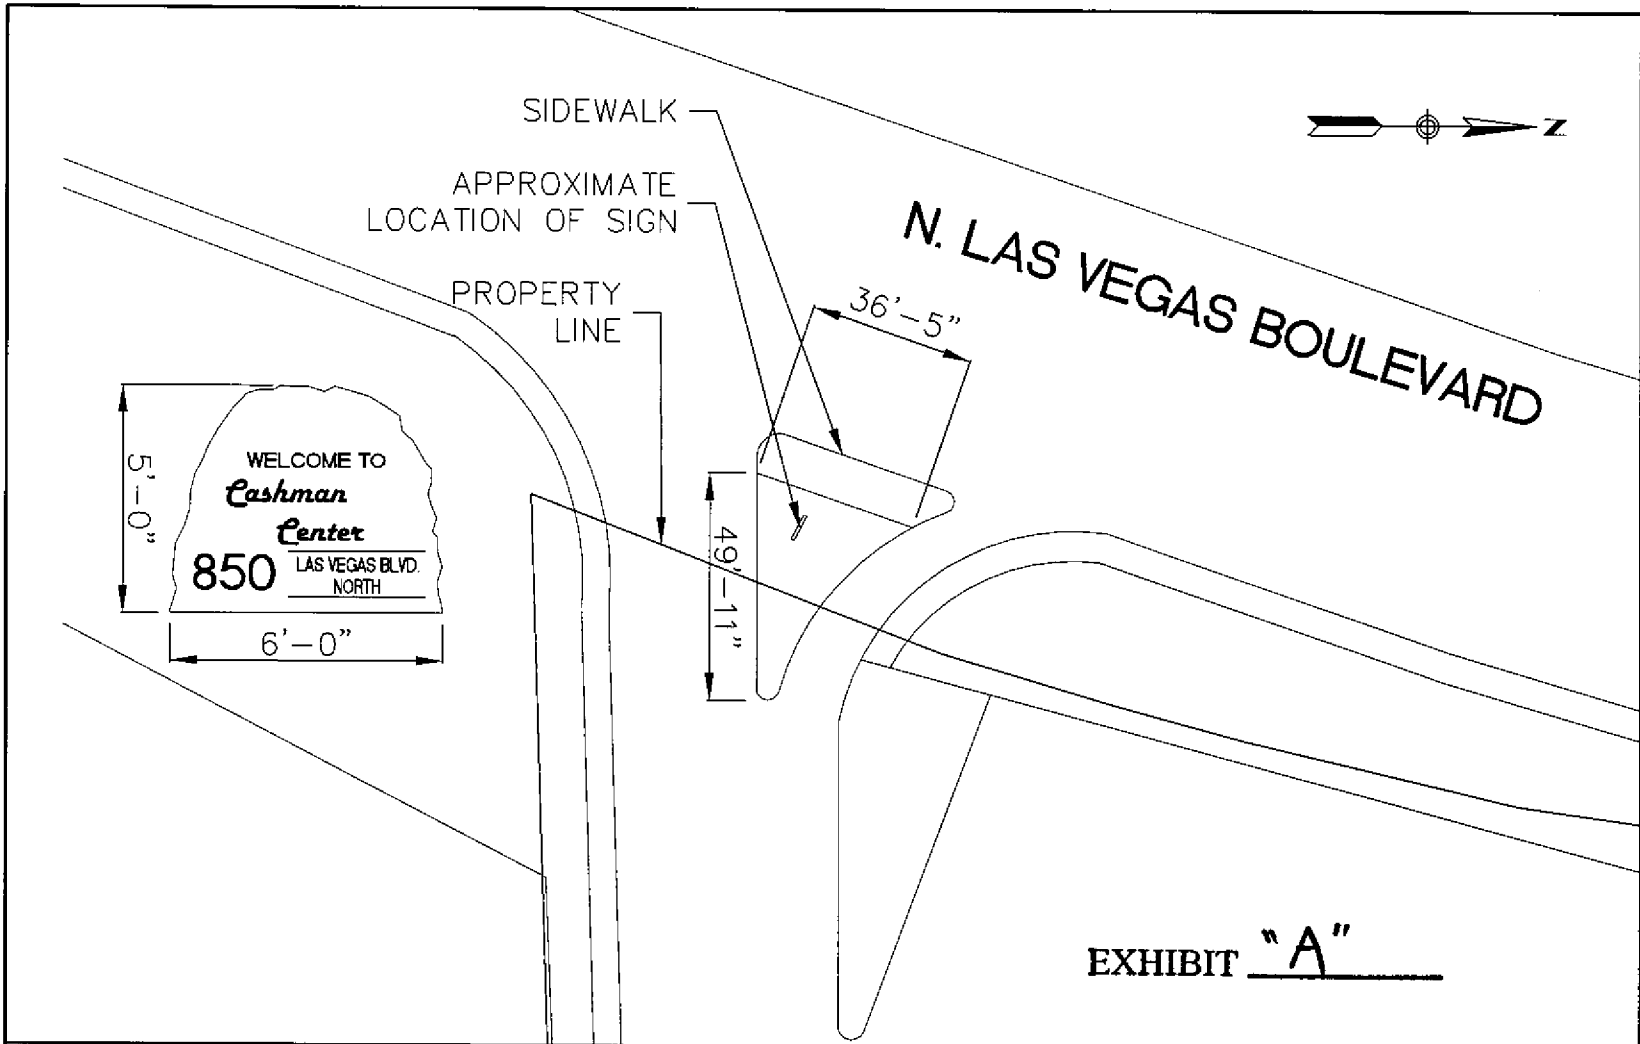 SIDEWALK
APPROXIMATE
LOCATION OF SIGN
PROPERTY
LINE
Z
N. LAS VEGAS BOULEVARD
36'-5"
49'-11"
5'-0"
WELCOME TO
Cashman
Center
850 LAS VEGAS BLVD.
NORTH
6'-0"
EXHIBIT "A"